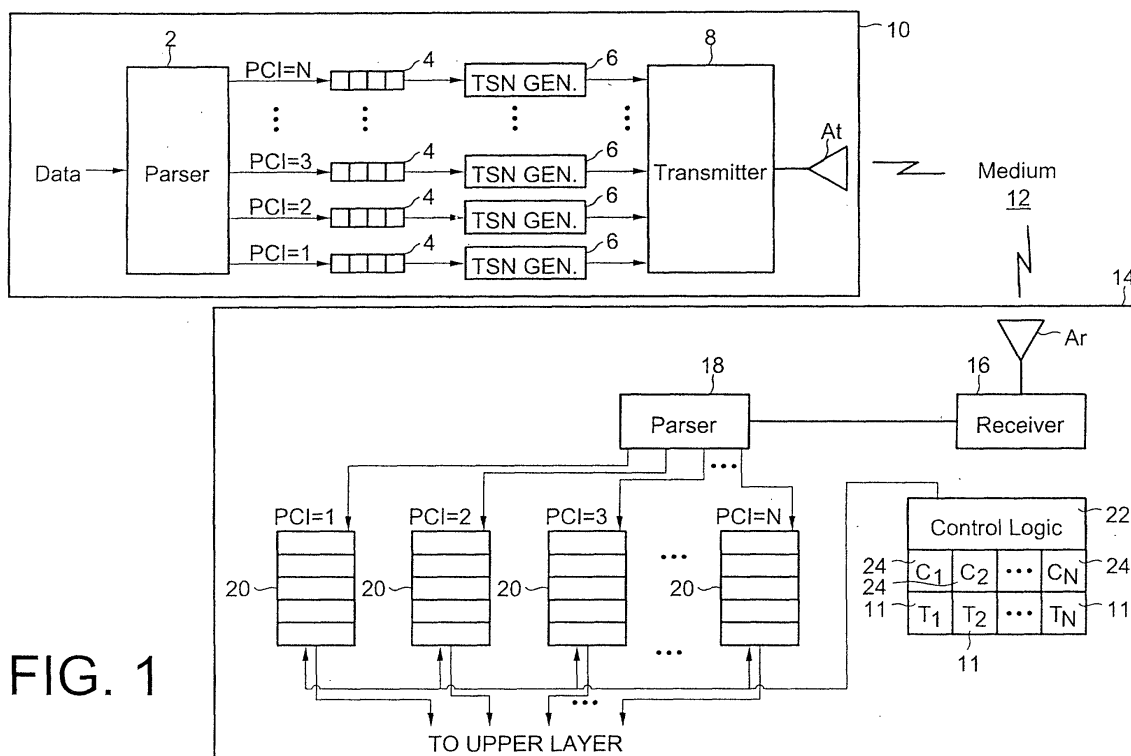 10
2
4
6
8
PCI=N
TSN GEN.
At
4
6
PCI=3
TSN GEN.
Data
Parser
Transmitter
Medium
12
4
6
PCI=2
TSN GEN.
4
6
PCI=1
TSN GEN.
14
Ar
18
16
Parser
Receiver
PCI=1
PCI=2
PCI=3
PCI=N
22
Control Logic
24 C1 C2 CN 24
24
20
20
20
20
11 T1 T2 TN 11
11
FIG. 1
TO UPPER LAYER